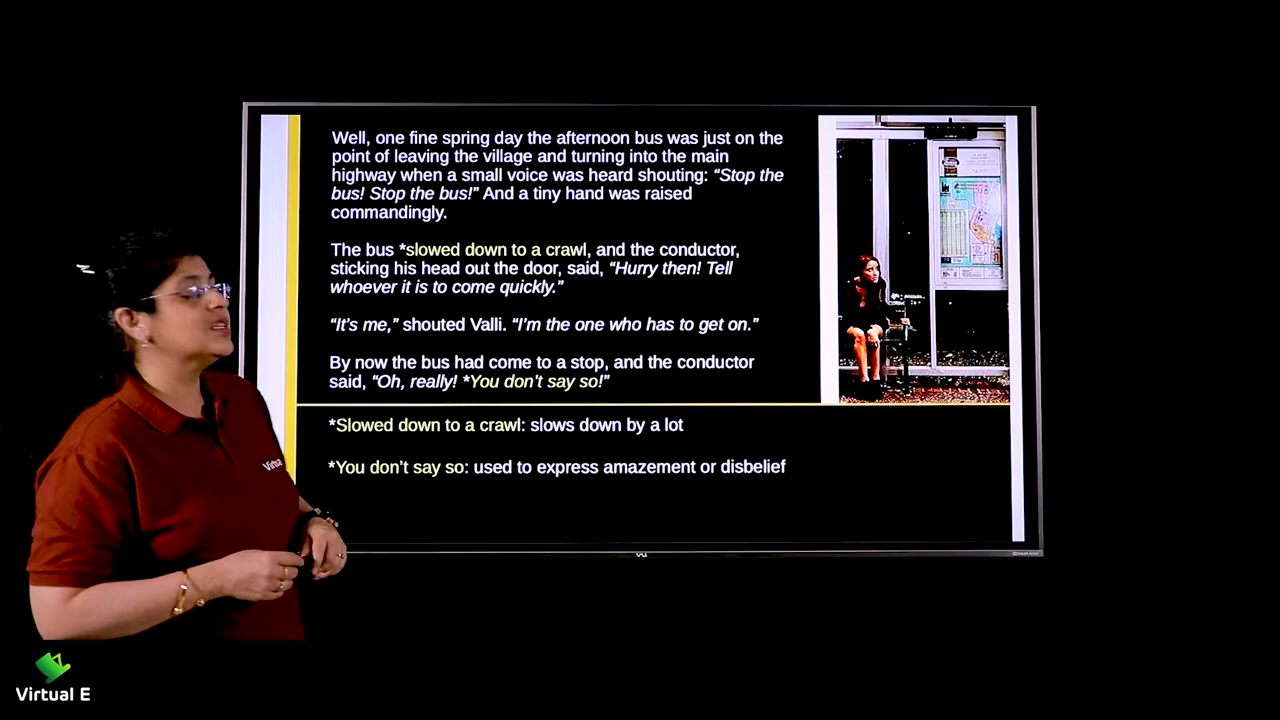 Well, one fine spring day the afternoon bus was just on the
point of leaving the village and turning into the main
highway when a small voice was heard shouting: “Stop the
bus! Stop the bus!” And a tiny hand was raised
commandingly.
The bus *slowed down to a crawl, and the conductor,
sticking his head out the door, said, “Hurry then! Tell
whoever it is to come quickly.”
“It’s me,” shouted Valli. “I’m the one who has to get on.”
By now the bus had come to a stop, and the conductor
said, “Oh, really! *You don’t say so!”
*Slowed down to a crawl: slows down by a lot
*You don’t say so: used to express amazement or disbelief
Virtual E